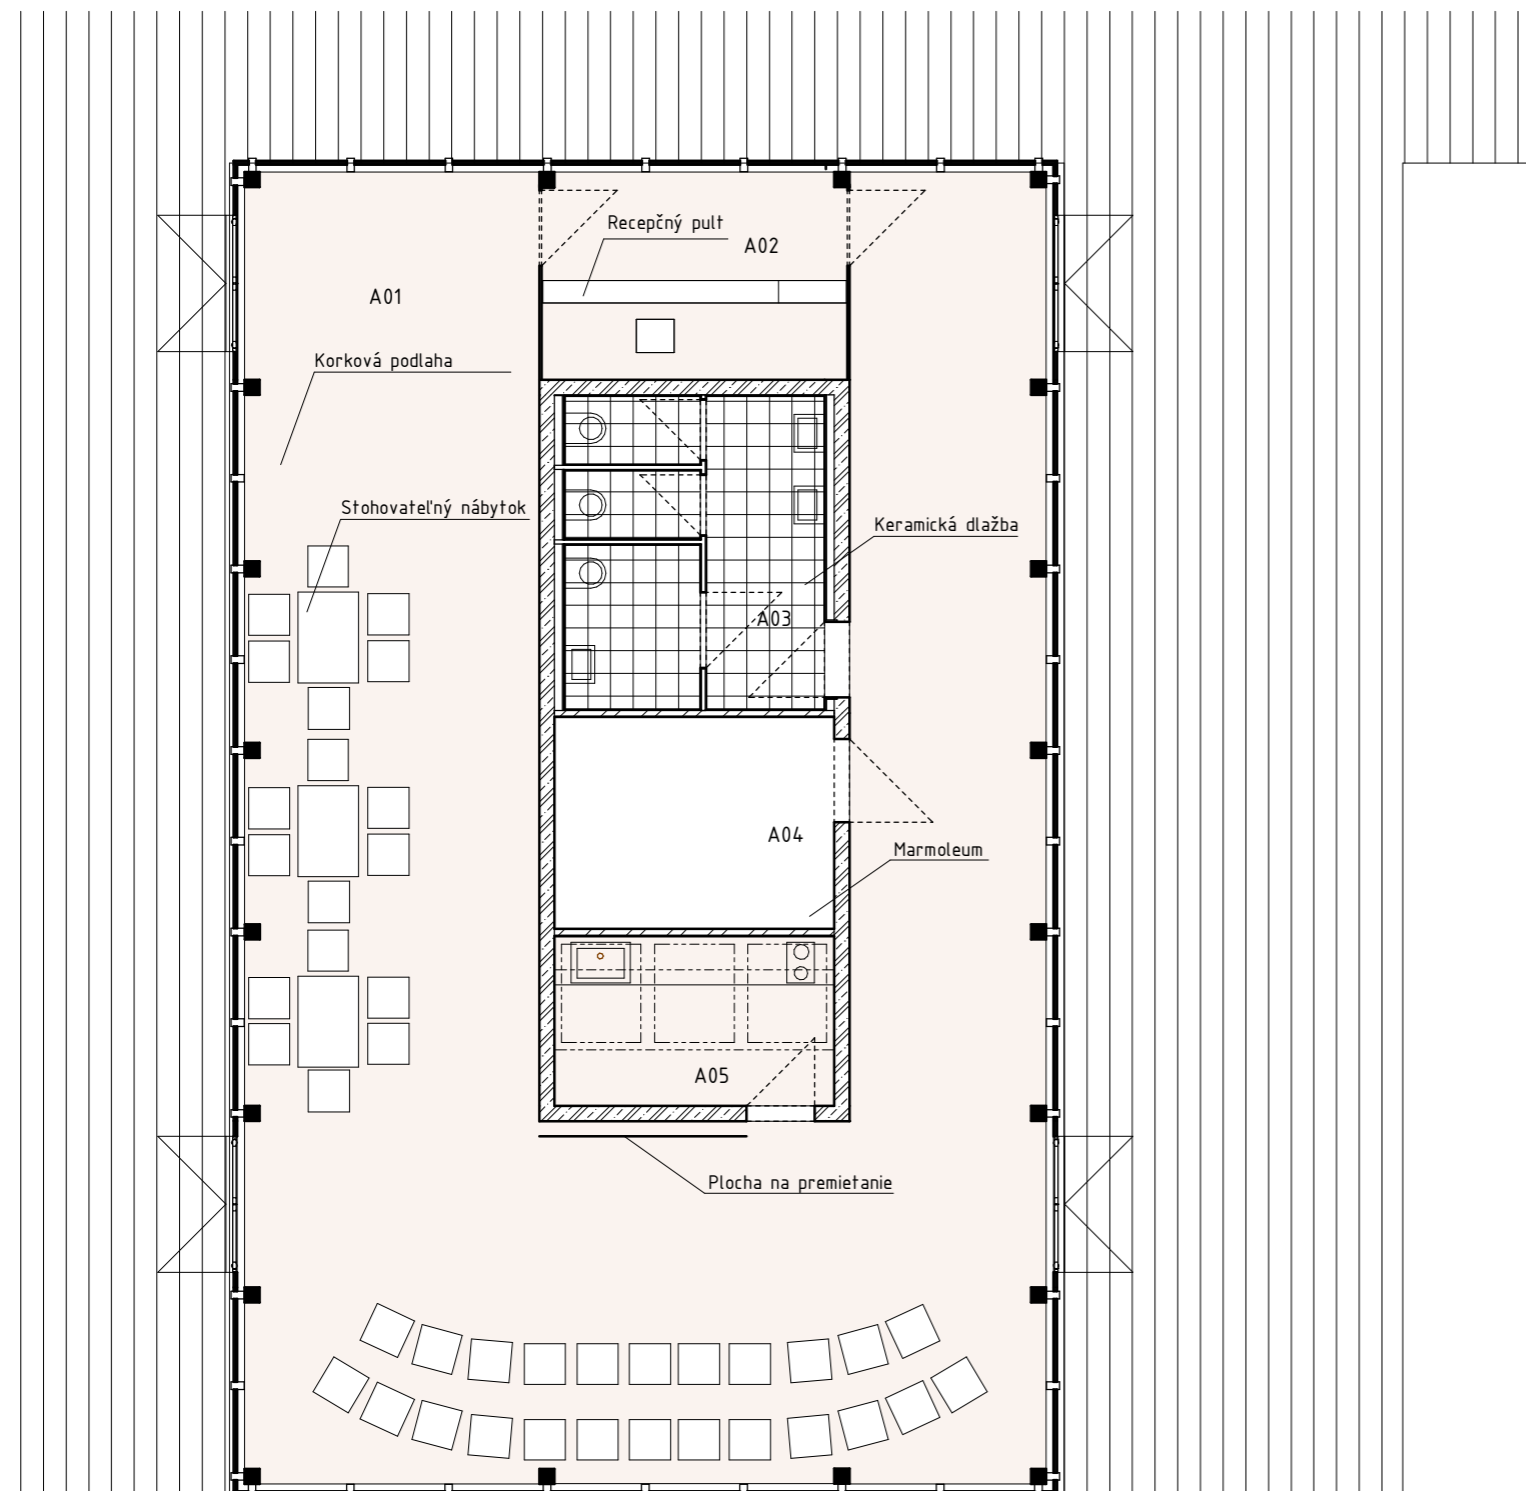 Recepčný pult
A02
A01
Korková podlaha
Stohovateľný nábytok
Keramická dlažba
A03
A04
Marmoleum
A05
Plocha na premietanie